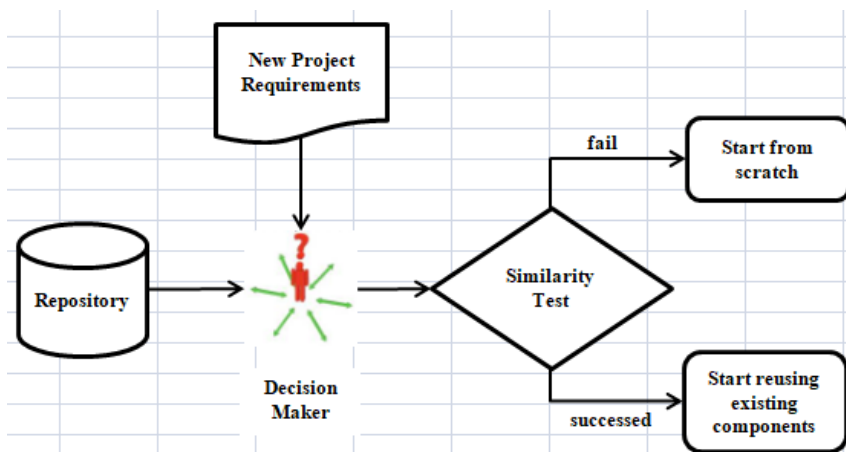 New Project
Requirements
fail
Start from
scratch
Repository
?
Similarity
Test
Decision
Maker
successed
Start reusing
existing
components